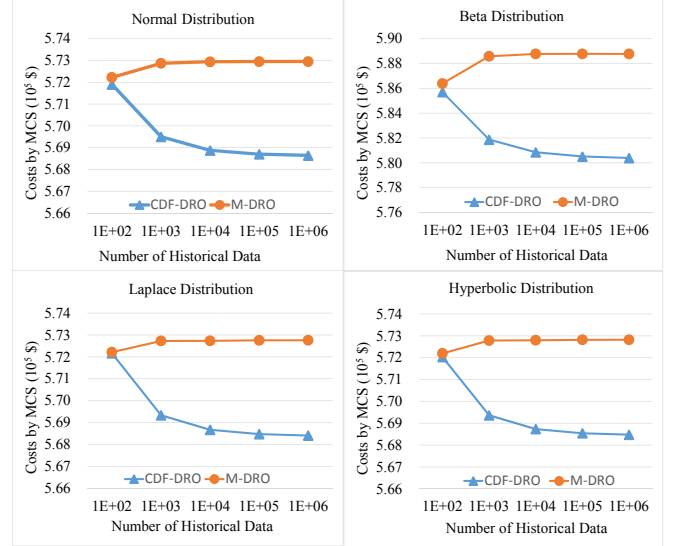 Normal Distribution
Costs by MCS (10⁵ $)
5.74
5.73
5.72
5.71
5.70
5.69
5.68
5.67
5.66
CDF-DRO M-DRO
1E+02 1E+03 1E+04 1E+05 1E+06
Number of Historical Data
Beta Distribution
Costs by MCS (10⁵ $)
5.90
5.88
5.86
5.84
5.82
5.80
5.78
5.76
CDF-DRO M-DRO
1E+02 1E+03 1E+04 1E+05 1E+06
Number of Historical Data
Laplace Distribution
Costs by MCS (10⁵ $)
5.74
5.73
5.72
5.71
5.70
5.69
5.68
5.67
5.66
CDF-DRO M-DRO
1E+02 1E+03 1E+04 1E+05 1E+06
Number of Historical Data
Hyperbolic Distribution
Costs by MCS (10⁵ $)
5.74
5.73
5.72
5.71
5.70
5.69
5.68
5.67
5.66
CDF-DRO M-DRO
1E+02 1E+03 1E+04 1E+05 1E+06
Number of Historical Data